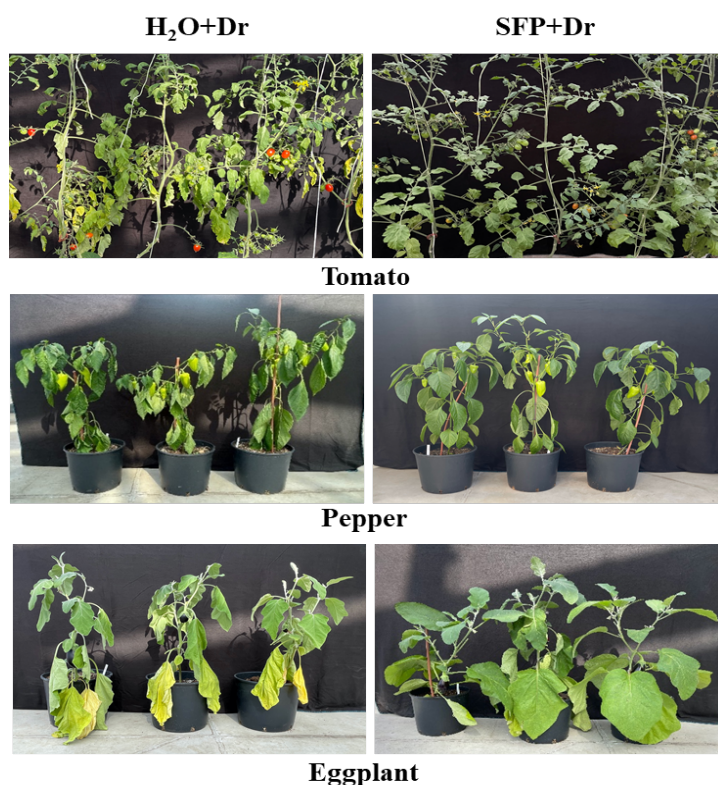 H₂O+Dr
SFP+Dr
Tomato
Pepper
Eggplant